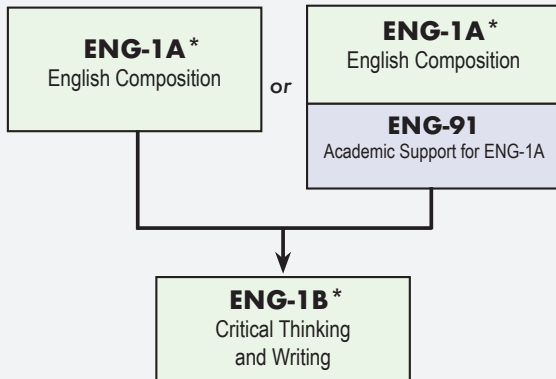 ENG-1A*
English Composition
or
ENG-1A*
English Composition
ENG-91
Academic Support for ENG-1A
ENG-1B*
Critical Thinking
and Writing